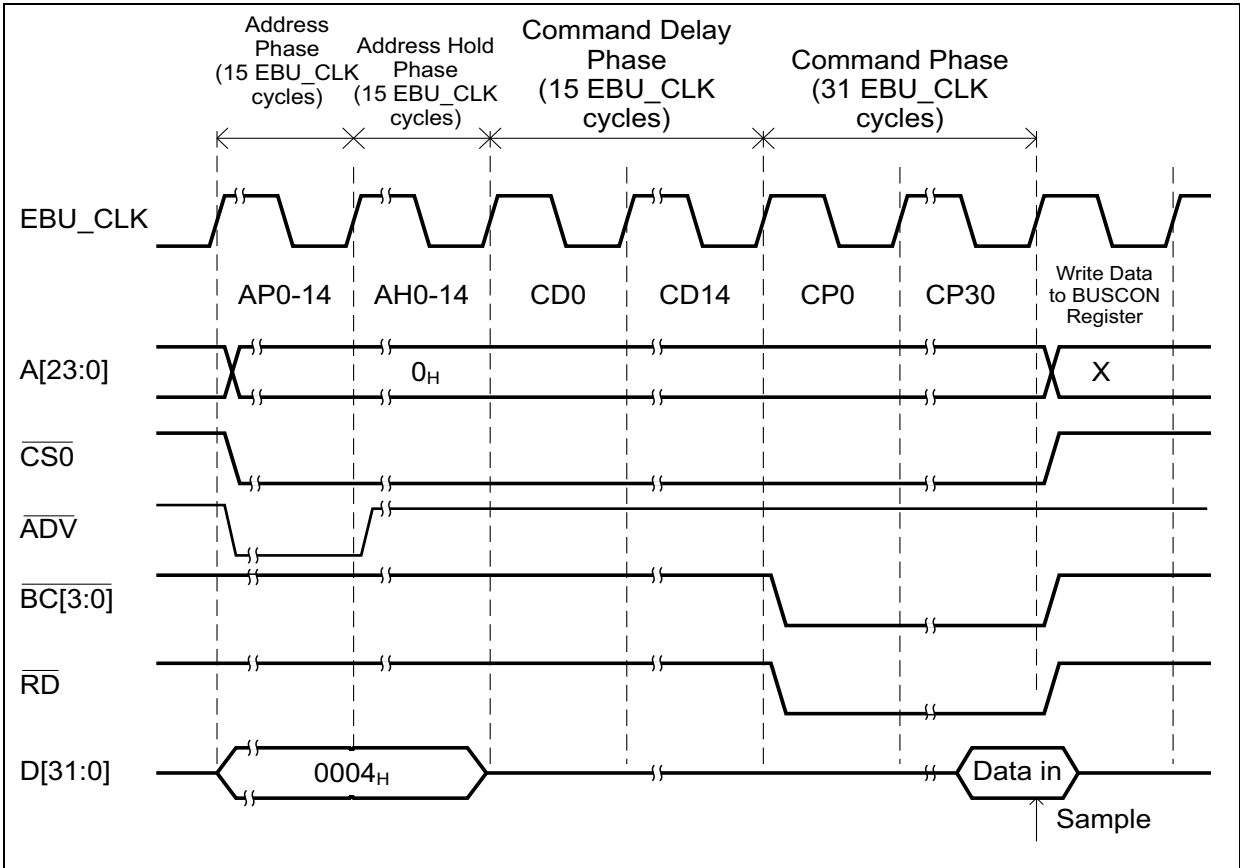 Address
Phase
(15 EBU_CLK
cycles)
Address Hold
Phase
(15 EBU_CLK
cycles)
Command Delay
Phase
(15 EBU_CLK
cycles)
Command Phase
(31 EBU_CLK
cycles)
EBU_CLK
AP0-14
AH0-14
CD0
CD14
CP0
CP30
Write Data
to BUSCON
Register
A[23:0]
0H
X
CS0
ADV
BC[3:0]
RD
D[31:0]
0004H
Data in
Sample